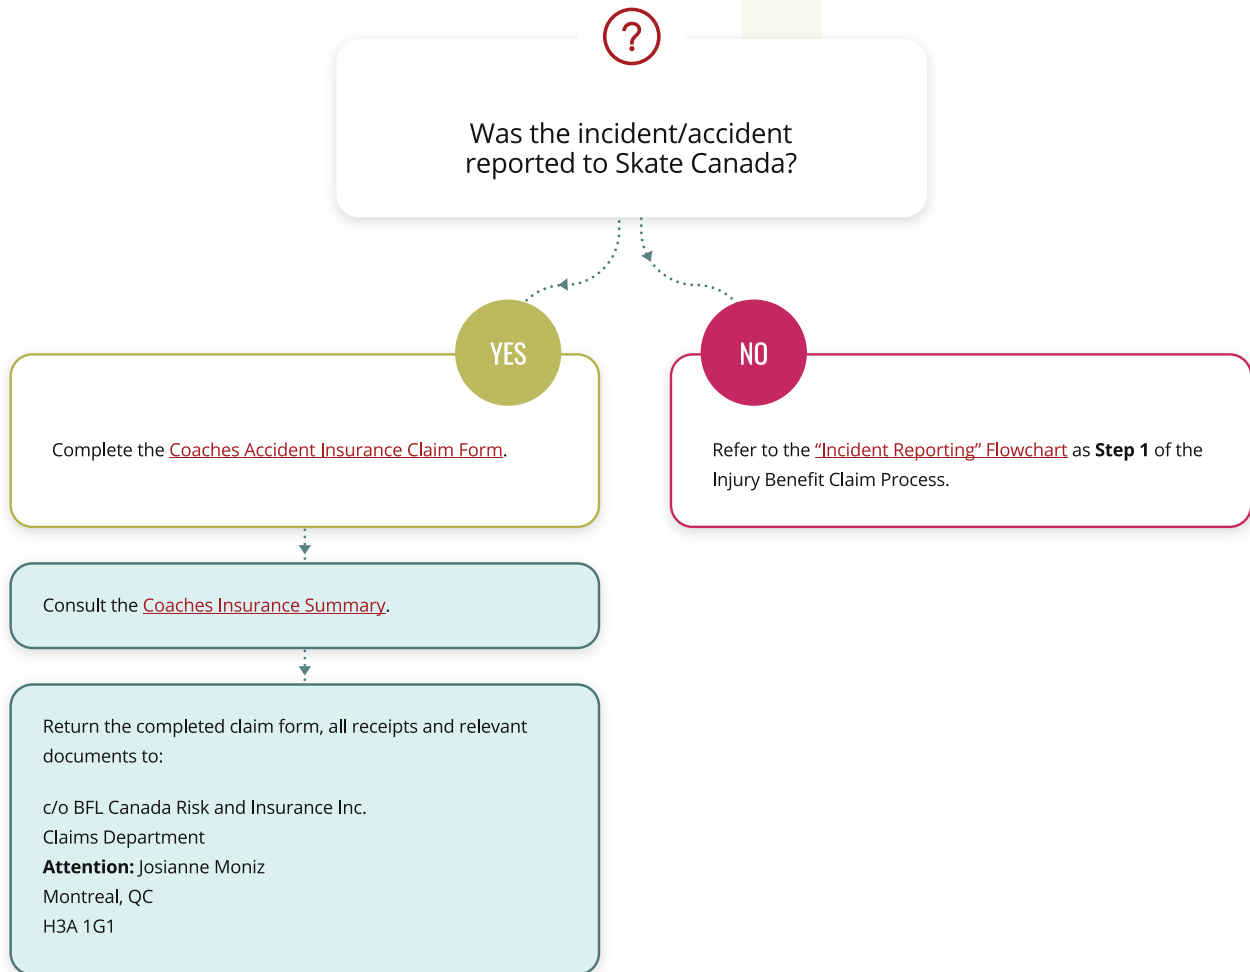 ?
Was the incident/accident
reported to Skate Canada?
YES
NO
Complete the Coaches Accident Insurance Claim Form.
Refer to the “Incident Reporting” Flowchart as Step 1 of the
Injury Benefit Claim Process.
Consult the Coaches Insurance Summary.
Return the completed claim form, all receipts and relevant
documents to:
c/o BFL Canada Risk and Insurance Inc.
Claims Department
Attention: Josianne Moniz
Montreal, QC
H3A 1G1